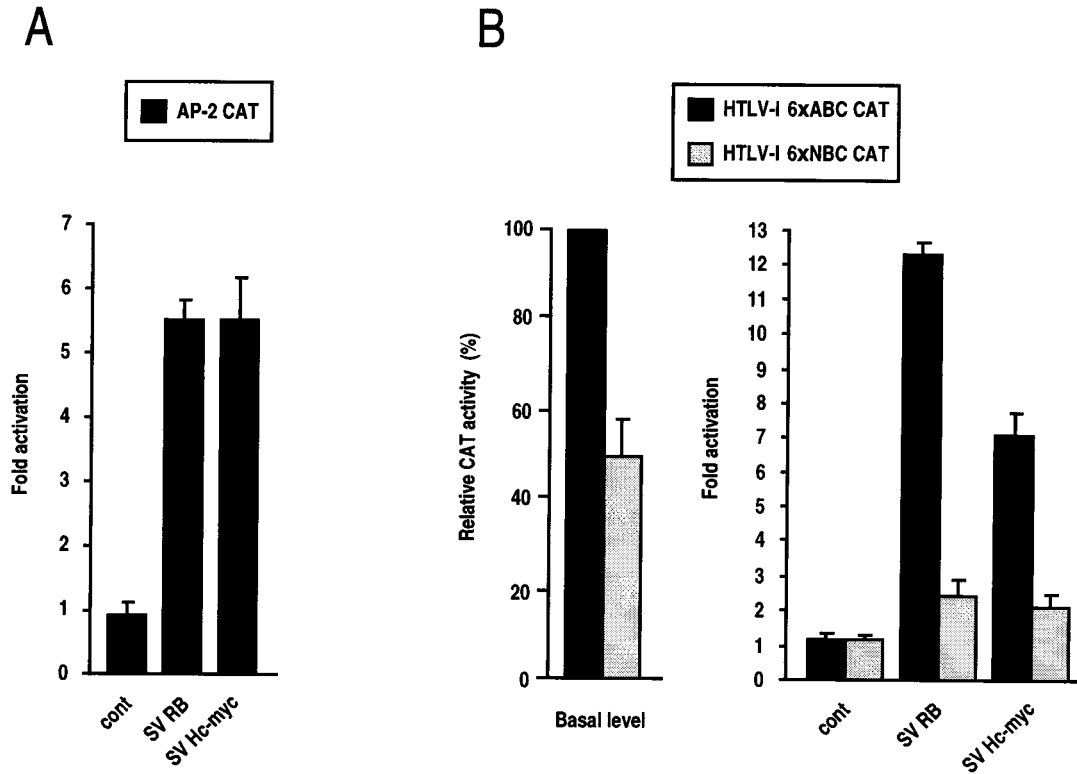 A
B
AP-2 CAT
HTLV-I 6xABC CAT
HTLV-I 6xNBC CAT
Fold activation
7
6
5
4
3
2
1
0
cont
SV RB
SV Hc-myc
Relative CAT activity (%)
100
80
60
40
20
0
Basal level
Fold activation
13
12
11
10
9
8
7
6
5
4
3
2
1
0
cont
SV RB
SV Hc-myc